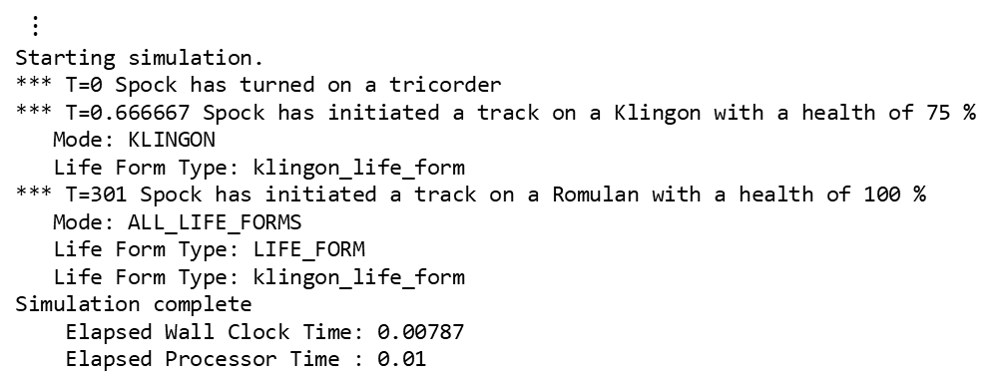 ⋮
Starting simulation.
*** T=0 Spock has turned on a tricorder
*** T=0.666667 Spock has initiated a track on a Klingon with a health of 75 %
   Mode: KLINGON
   Life Form Type: klingon_life_form
*** T=301 Spock has initiated a track on a Romulan with a health of 100 %
   Mode: ALL_LIFE_FORMS
   Life Form Type: LIFE_FORM
   Life Form Type: klingon_life_form
Simulation complete
    Elapsed Wall Clock Time: 0.00787
    Elapsed Processor Time : 0.01